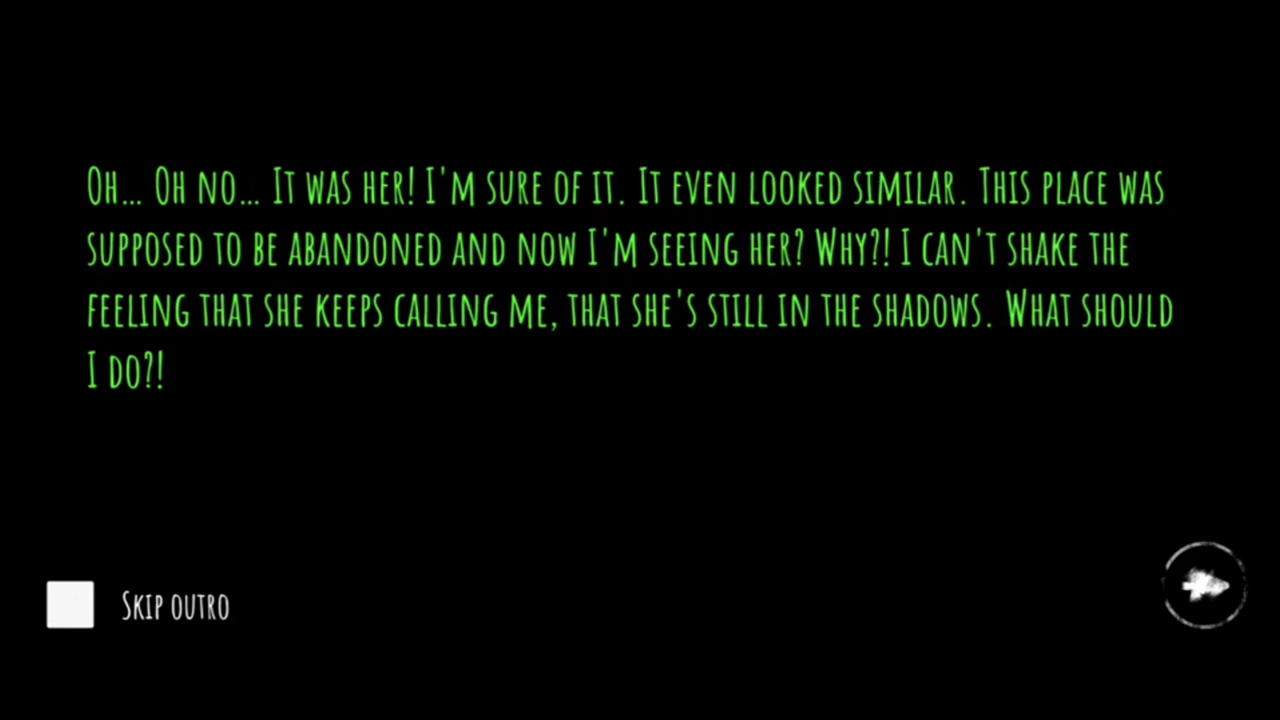 Oh... Oh no... It was her! I'm sure of it. It even looked similar. This place was
supposed to be abandoned and now I'm seeing her? Why?! I can't shake the
feeling that she keeps calling me, that she's still in the shadows. What should
I do?!
Skip outro